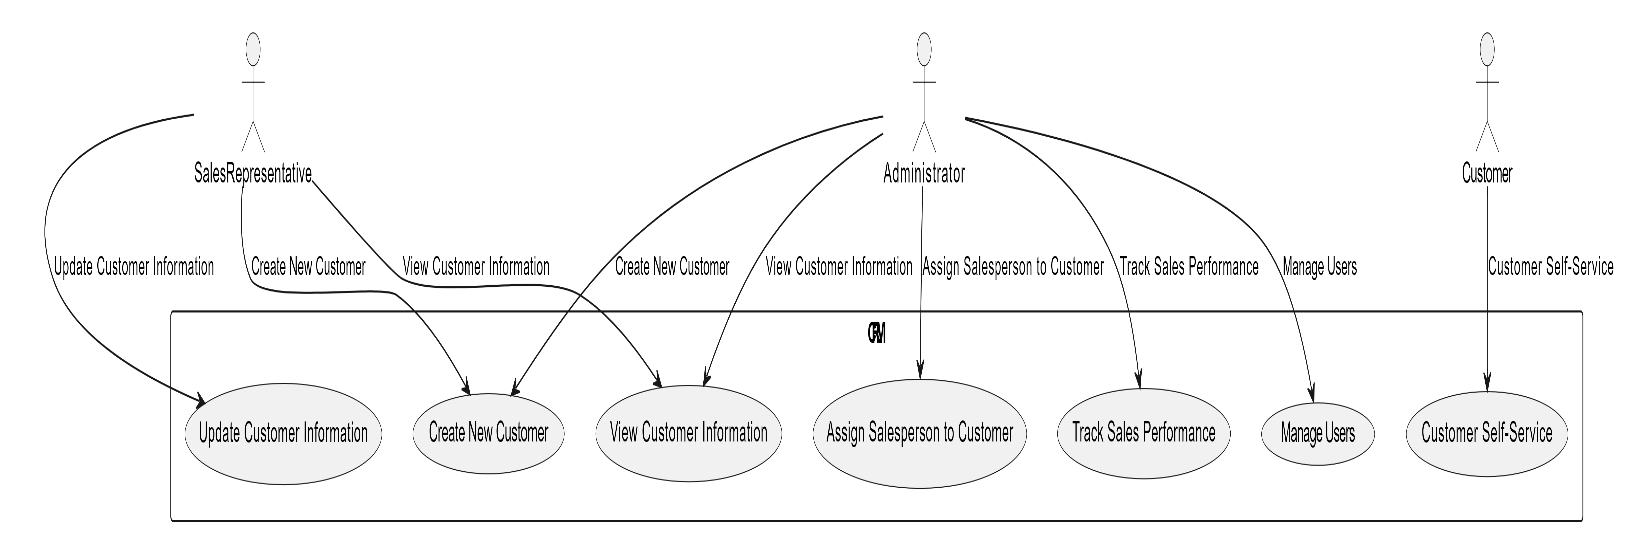 SalesRepresentative
Administrator
Customer
Update Customer Information
Create New Customer
View Customer Information
Create New Customer
View Customer Information
Assign Salesperson to Customer
Track Sales Performance
Manage Users
Customer Self-Service
CRM
Update Customer Information
Create New Customer
View Customer Information
Assign Salesperson to Customer
Track Sales Performance
Manage Users
Customer Self-Service